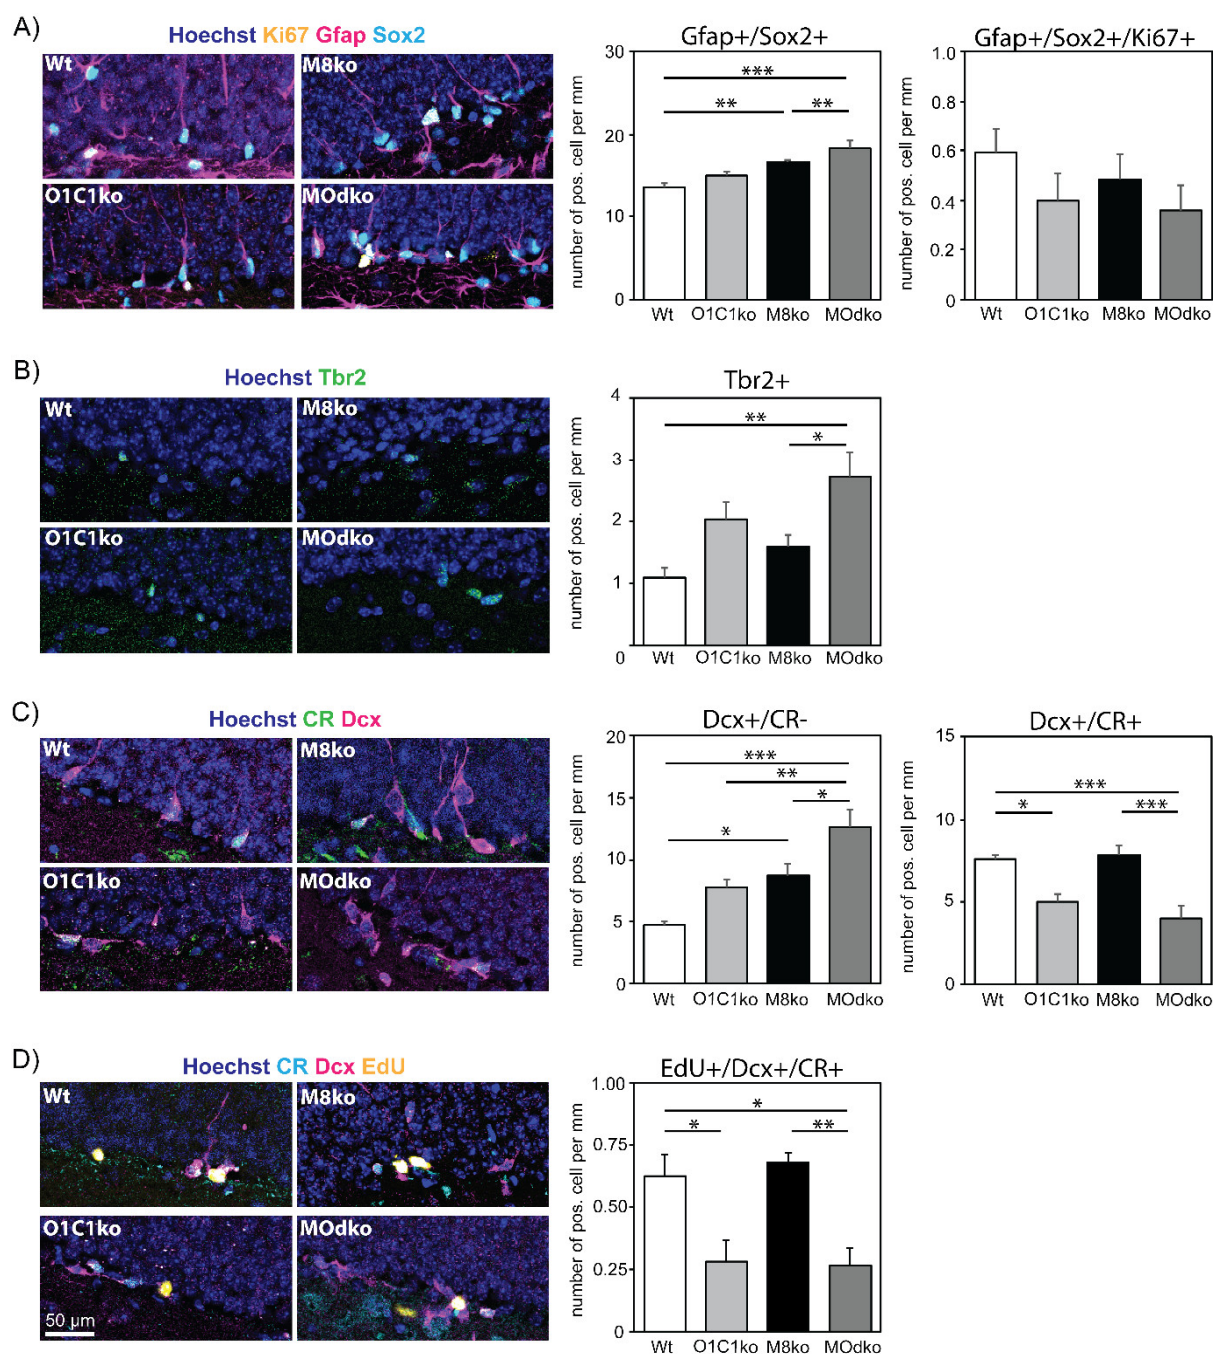 A)
Hoechst Ki67 Gfap Sox2
Wt
M8ko
O1C1ko
MOdko
Gfap+/Sox2+
number of pos. cell per mm
30
20
10
0
***
**
**
Wt O1C1ko M8ko MOdko
Gfap+/Sox2+/Ki67+
number of pos. cell per mm
1.0
0.8
0.6
0.4
0.2
0
Wt O1C1ko M8ko MOdko
B)
Hoechst Tbr2
Wt
M8ko
O1C1ko
MOdko
Tbr2+
number of pos. cell per mm
4
3
2
1
0
**
*
Wt O1C1ko M8ko MOdko
C)
Hoechst CR Dcx
Wt
M8ko
O1C1ko
MOdko
Dcx+/CR-
number of pos. cell per mm
20
15
10
5
0
***
**
*
*
Wt O1C1ko M8ko MOdko
Dcx+/CR+
number of pos. cell per mm
15
10
5
0
***
*
***
Wt O1C1ko M8ko MOdko
D)
Hoechst CR Dcx EdU
Wt
M8ko
O1C1ko
MOdko
50 µm
EdU+/Dcx+/CR+
number of pos. cell per mm
1.00
0.75
0.50
0.25
0
*
*
**
Wt O1C1ko M8ko MOdko